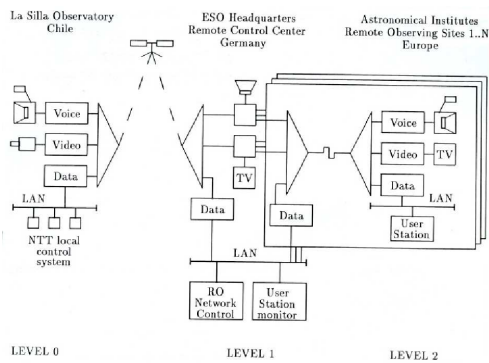 La Silla Observatory
Chile
ESO Headquarters
Remote Control Center
Germany
Astronomical Institutes
Remote Observing Sites 1..N
Europe
Voice
Video
Data
LAN
NTT local
control
system
TV
Data
Data
LAN
RO
Network
Control
User
Station
monitor
Voice
Video
TV
Data
LAN
User
Station
LEVEL 0
LEVEL 1
LEVEL 2